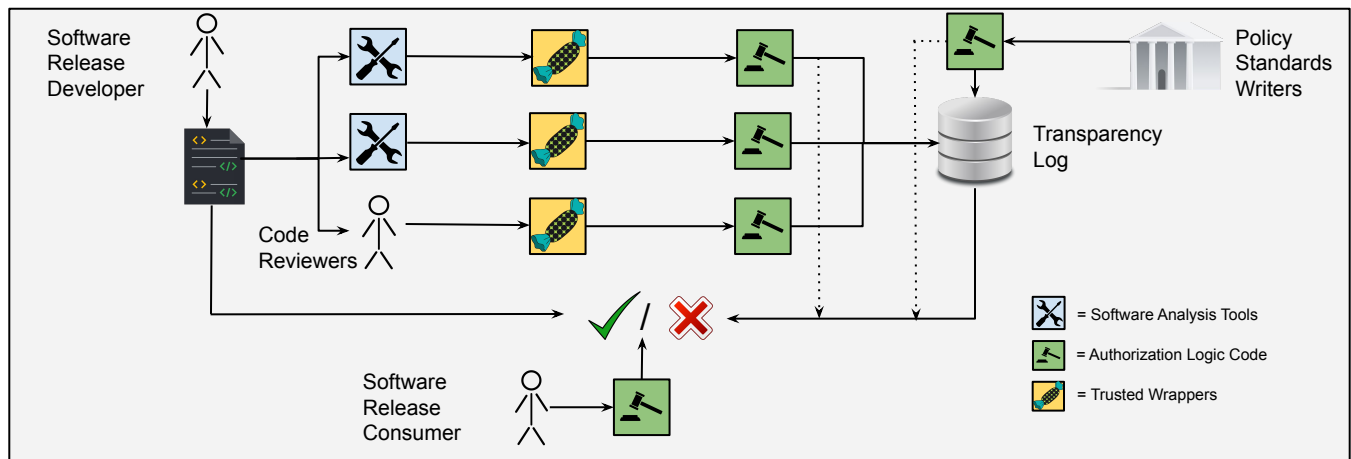 Software
Release
Developer
Policy
Standards
Writers
Transparency
Log
<>
</>
<>
</>
Code
Reviewers
/
= Software Analysis Tools
= Authorization Logic Code
= Trusted Wrappers
Software
Release
Consumer